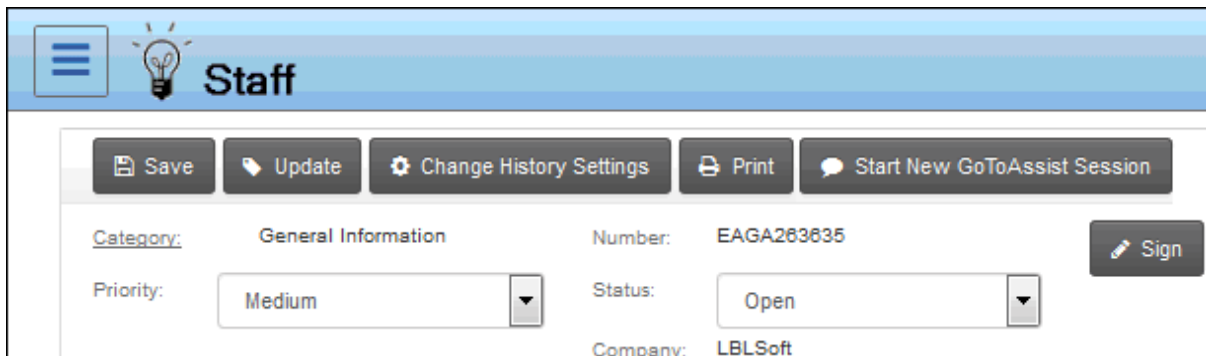 Staff
Save Update Change History Settings Print Start New GoToAssist Session
Category: General Information Number: EAGA263635 Sign
Priority: Medium Status: Open
Company: LBLSoft